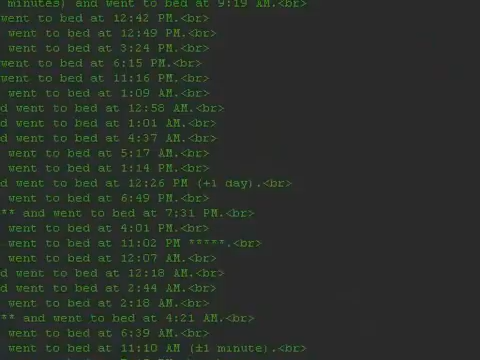 minutes) and went to bed at 9:19 AM.<br>
went to bed at 12:42 PM.<br>
went to bed at 12:49 PM.<br>
went to bed at 3:24 PM.<br>
went to bed at 6:15 PM.<br>
went to bed at 11:16 PM.<br>
went to bed at 1:09 AM.<br>
d went to bed at 12:58 AM.<br>
d went to bed at 1:01 AM.<br>
d went to bed at 4:37 AM.<br>
went to bed at 5:17 AM.<br>
went to bed at 1:14 PM.<br>
d went to bed at 12:26 PM (+1 day).<br>
went to bed at 6:49 PM.<br>
** and went to bed at 7:31 PM.<br>
went to bed at 4:01 PM.<br>
went to bed at 11:02 PM *****.<br>
went to bed at 12:07 AM.<br>
d went to bed at 12:18 AM.<br>
d went to bed at 2:44 AM.<br>
went to bed at 2:18 AM.<br>
** and went to bed at 4:21 AM.<br>
went to bed at 6:39 AM.<br>
went to bed at 11:10 AM (±1 minute).<br>